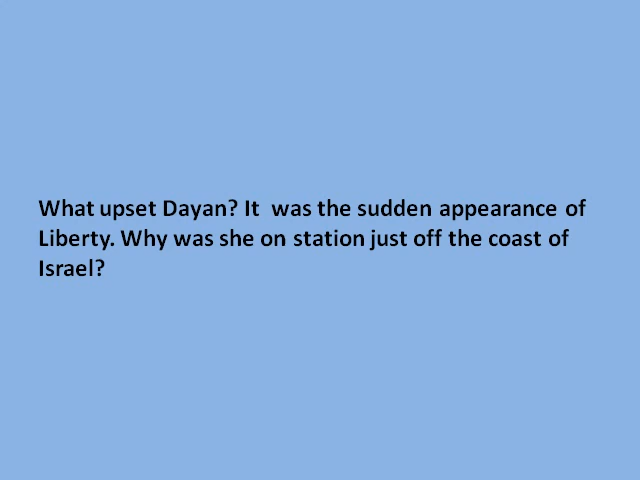 What upset Dayan? It  was the sudden appearance of
Liberty. Why was she on station just off the coast of
Israel?